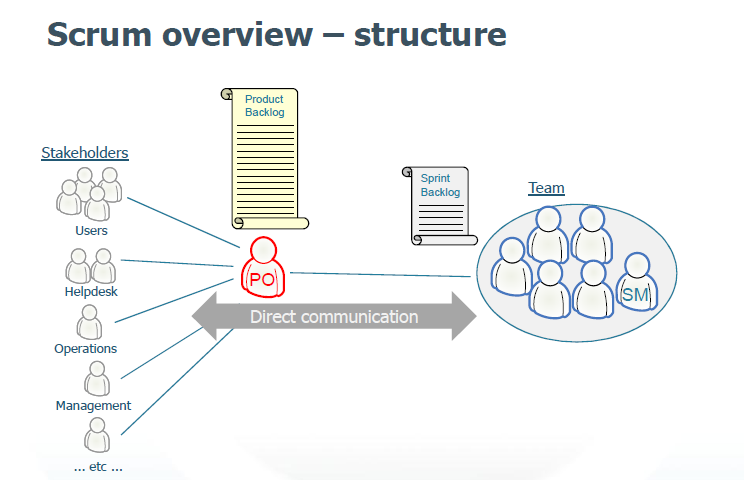 Scrum overview – structure
Product
Backlog
Stakeholders
Sprint
Backlog
Team
Users
PO
Helpdesk
SM
Direct communication
Operations
Management
... etc ...